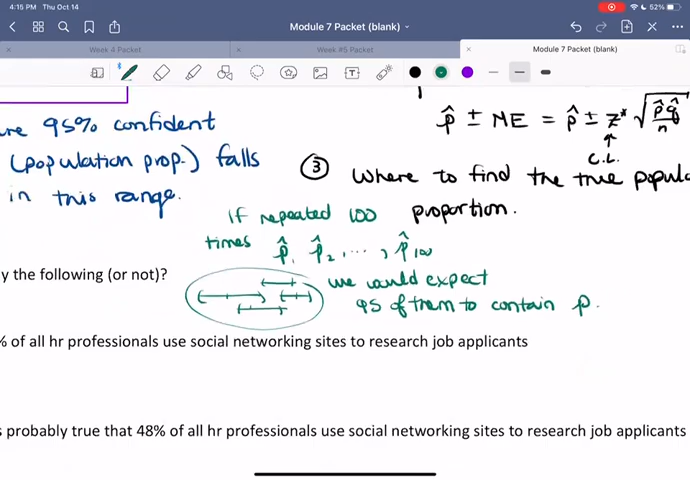 4:15 PM Thu Oct 14
52%
Module 7 Packet (blank)
Week 4 Packet
Week #5 Packet
Module 7 Packet (blank)
re 95% confident
(population prop.) falls
in this range.
p̂ ± ME = p̂ ± z* √(p̂q̂/n)
↑
C.L.
③ Where to find the true popula
proportion.
if repeated 100
times p̂₁ p̂₂, ...., p̂₁₀₀
we would expect
95 of them to contain p.
y the following (or not)?
% of all hr professionals use social networking sites to research job applicants
s probably true that 48% of all hr professionals use social networking sites to research job applicants